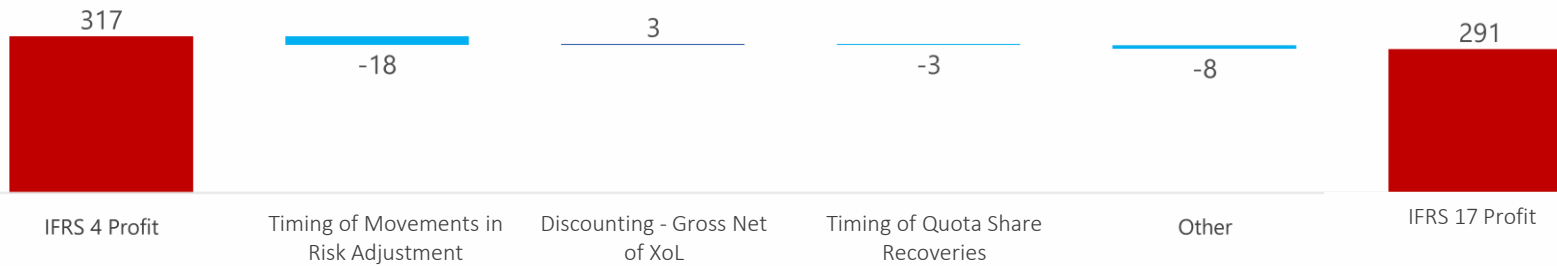 317
-18
3
-3
-8
291
IFRS 4 Profit
Timing of Movements in
Risk Adjustment
Discounting - Gross Net
of XoL
Timing of Quota Share
Recoveries
Other
IFRS 17 Profit